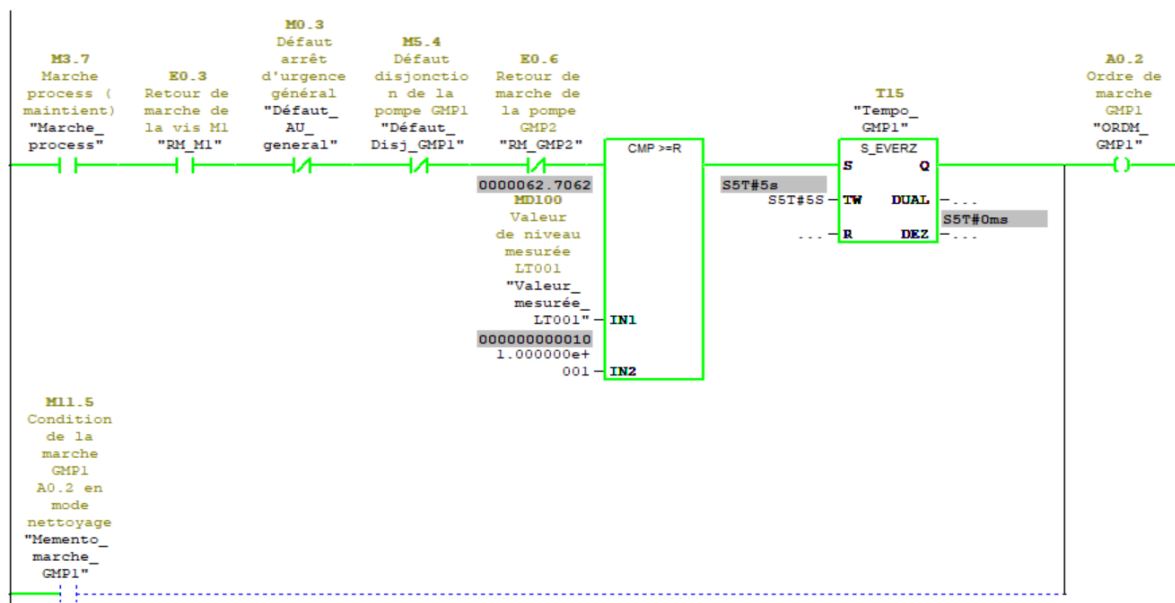 M3.7
Marche
process (
maintient)
"Marche_
process"
E0.3
Retour de
marche de
la vis M1
"RM_M1"
M0.3
Défaut
arrêt
d'urgence
général
"Défaut_
AU_
general"
M5.4
Défaut
disjonctio
n de la
pompe GMP1
"Défaut_
Disj_GMP1"
E0.6
Retour de
marche de
la pompe
GMP2
"RM_GMP2"
CMP >=R
0000062.7062
MD100
Valeur
de niveau
mesurée
LT001
"Valeur_
mesurée_
LT001"
IN1
000000000010
1.000000e+
001
IN2
T15
"Tempo_
GMP1"
S_EVERZ
S
Q
S5T#5s
S5T#5S
TW
DUAL
...
S5T#0ms
...
R
DEZ
...
A0.2
Ordre de
marche
GMP1
"ORDM_
GMP1"
M11.5
Condition
de la
marche
GMP1
A0.2 en
mode
nettoyage
"Memento_
marche_
GMP1"